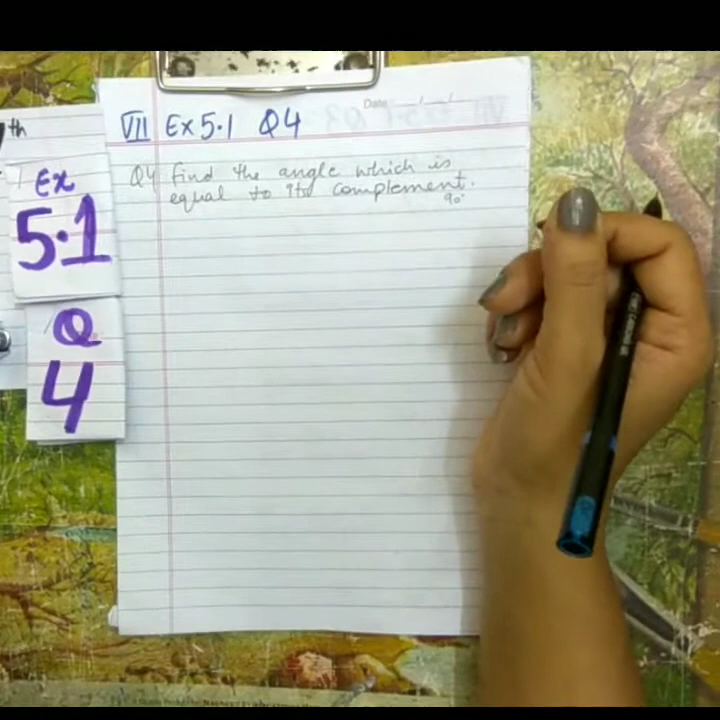 th
VII Ex 5.1 Q4
Date
Ex
5.1
Q
4
Q4 Find the angle which is
equal to its complement.
90°